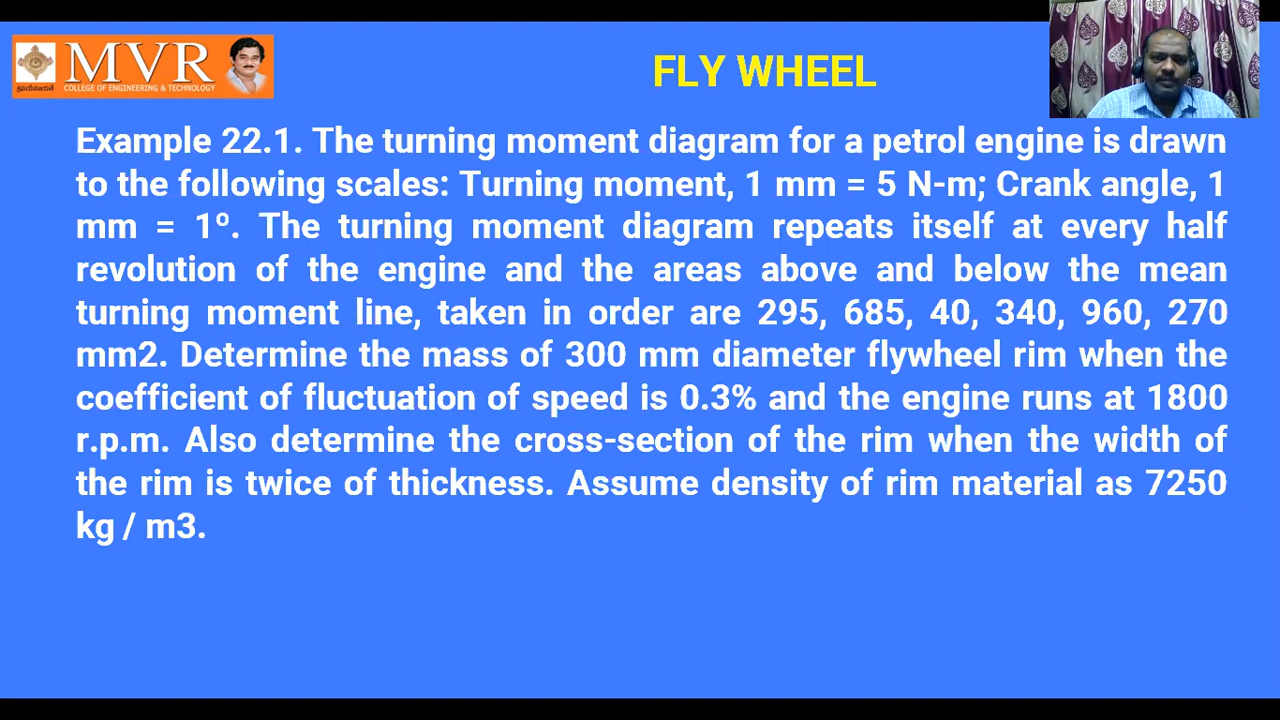 MVR
COLLEGE OF ENGINEERING & TECHNOLOGY
FLY WHEEL
Example 22.1. The turning moment diagram for a petrol engine is drawn
to the following scales: Turning moment, 1 mm = 5 N-m; Crank angle, 1
mm = 1º. The turning moment diagram repeats itself at every half
revolution of the engine and the areas above and below the mean
turning moment line, taken in order are 295, 685, 40, 340, 960, 270
mm2. Determine the mass of 300 mm diameter flywheel rim when the
coefficient of fluctuation of speed is 0.3% and the engine runs at 1800
r.p.m. Also determine the cross-section of the rim when the width of
the rim is twice of thickness. Assume density of rim material as 7250
kg / m3.